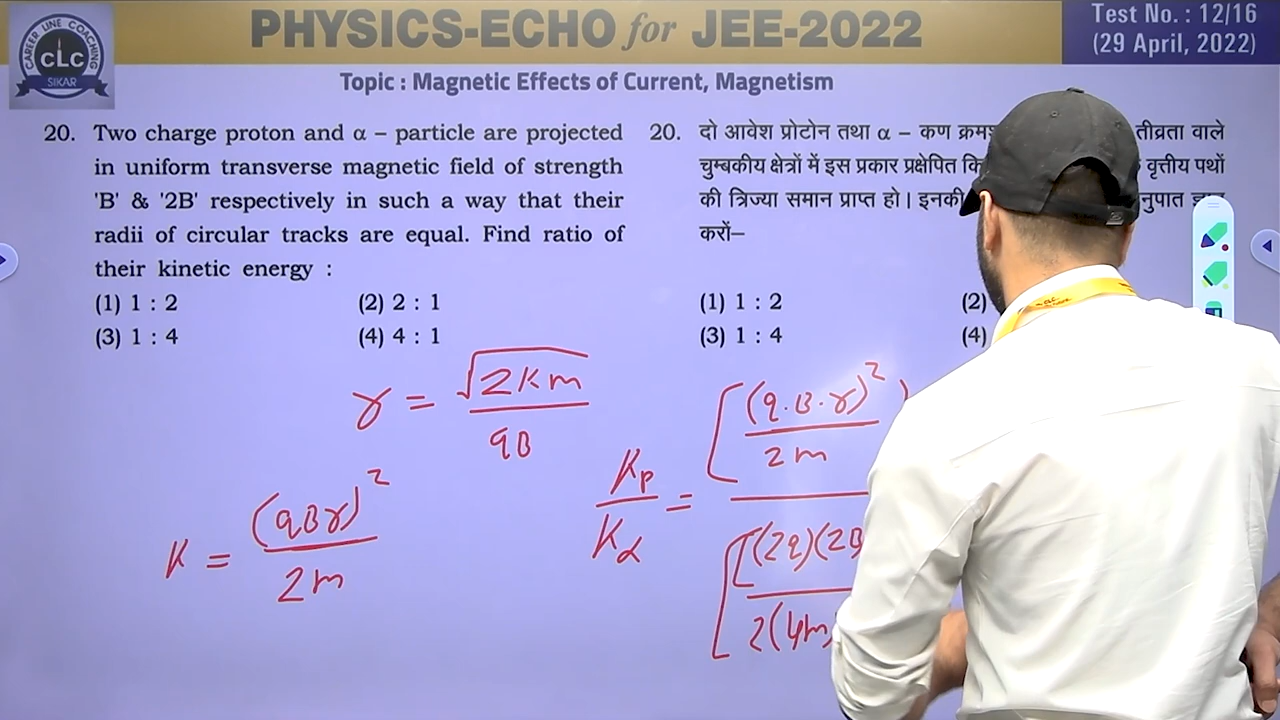 PHYSICS-ECHO for JEE-2022
Test No. : 12/16
(29 April, 2022)
CAREER LINE COACHING
CLC
SIKAR
Topic : Magnetic Effects of Current, Magnetism
20. Two charge proton and α – particle are projected
in uniform transverse magnetic field of strength
'B' & '2B' respectively in such a way that their
radii of circular tracks are equal. Find ratio of
their kinetic energy :
(1) 1 : 2 (2) 2 : 1
(3) 1 : 4 (4) 4 : 1
20. दो आवेश प्रोटोन तथा α – कण तीव्रता वाले
चुम्बकीय क्षेत्रों में इस प्रकार प्रक्षेपित वृत्तीय पथों
की त्रिज्या समान प्राप्त हो। इनकी
करों–
(1) 1 : 2 (2)
(3) 1 : 4 (4)
r = √2Km / qB
K = (qBr)² / 2m
Kp / Kα = [(q.B.r)² / 2m] / [[(2q)(2B / 2(4m)